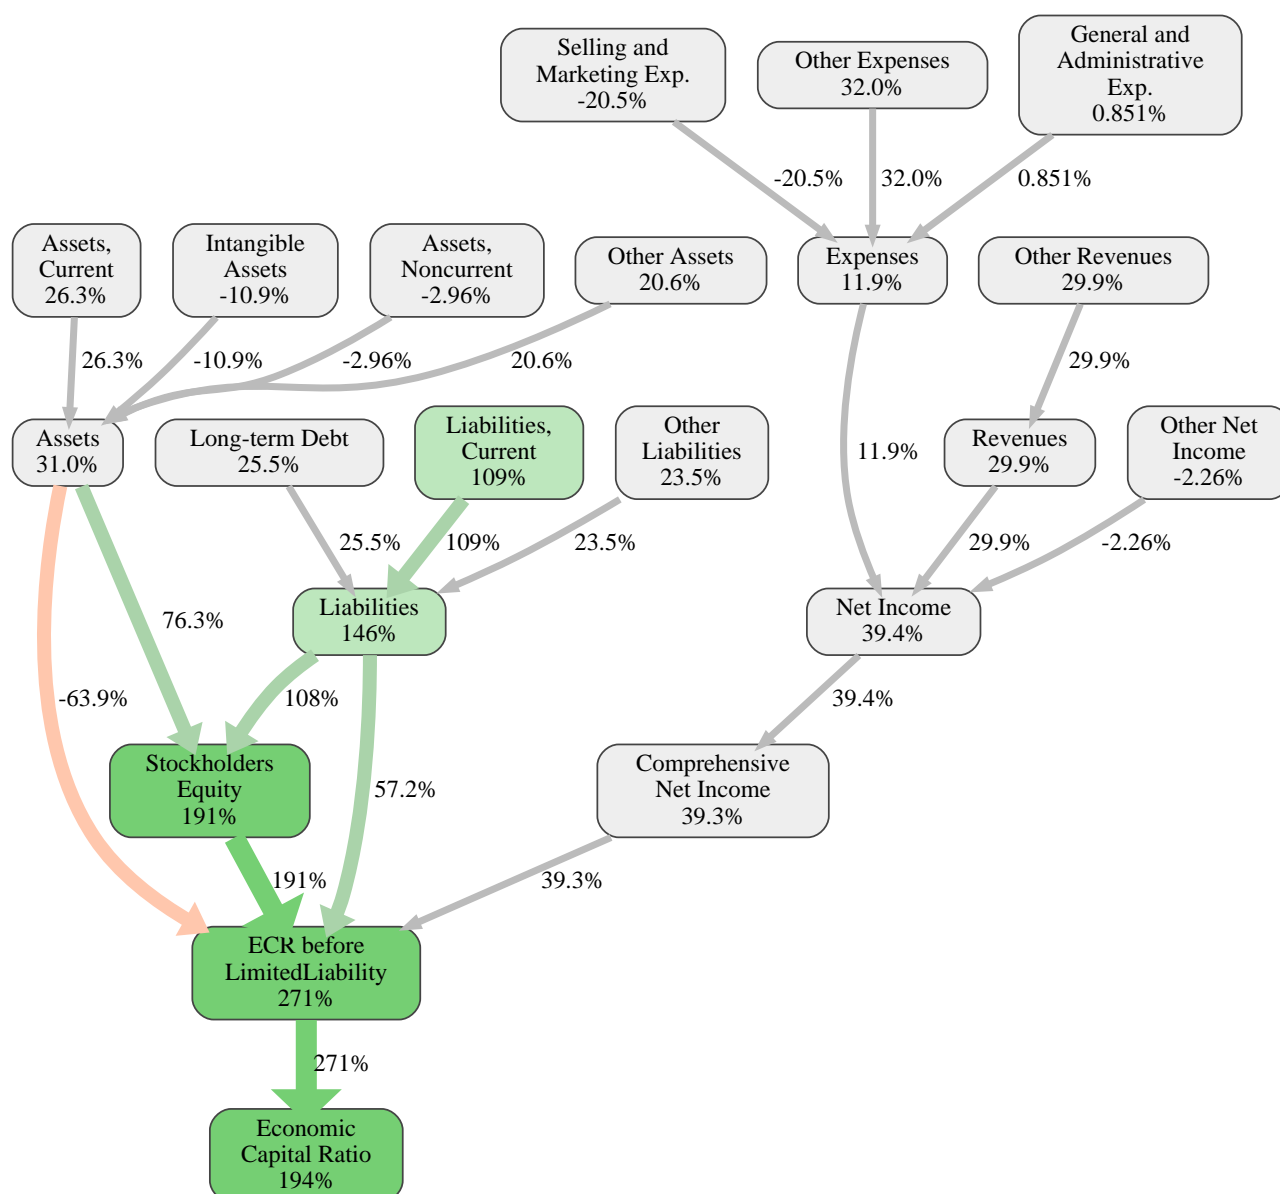 Selling and
Marketing Exp.
-20.5%
Other Expenses
32.0%
General and
Administrative
Exp.
0.851%
-20.5%
32.0%
0.851%
Assets,
Current
26.3%
Intangible
Assets
-10.9%
Assets,
Noncurrent
-2.96%
Other Assets
20.6%
Expenses
11.9%
Other Revenues
29.9%
26.3%
-10.9%
-2.96%
20.6%
29.9%
Assets
31.0%
Long-term Debt
25.5%
Liabilities,
Current
109%
Other
Liabilities
23.5%
11.9%
Revenues
29.9%
Other Net
Income
-2.26%
25.5%
109%
23.5%
29.9%
-2.26%
76.3%
Liabilities
146%
Net Income
39.4%
-63.9%
108%
39.4%
Stockholders
Equity
191%
57.2%
Comprehensive
Net Income
39.3%
191%
39.3%
ECR before
LimitedLiability
271%
271%
Economic
Capital Ratio
194%